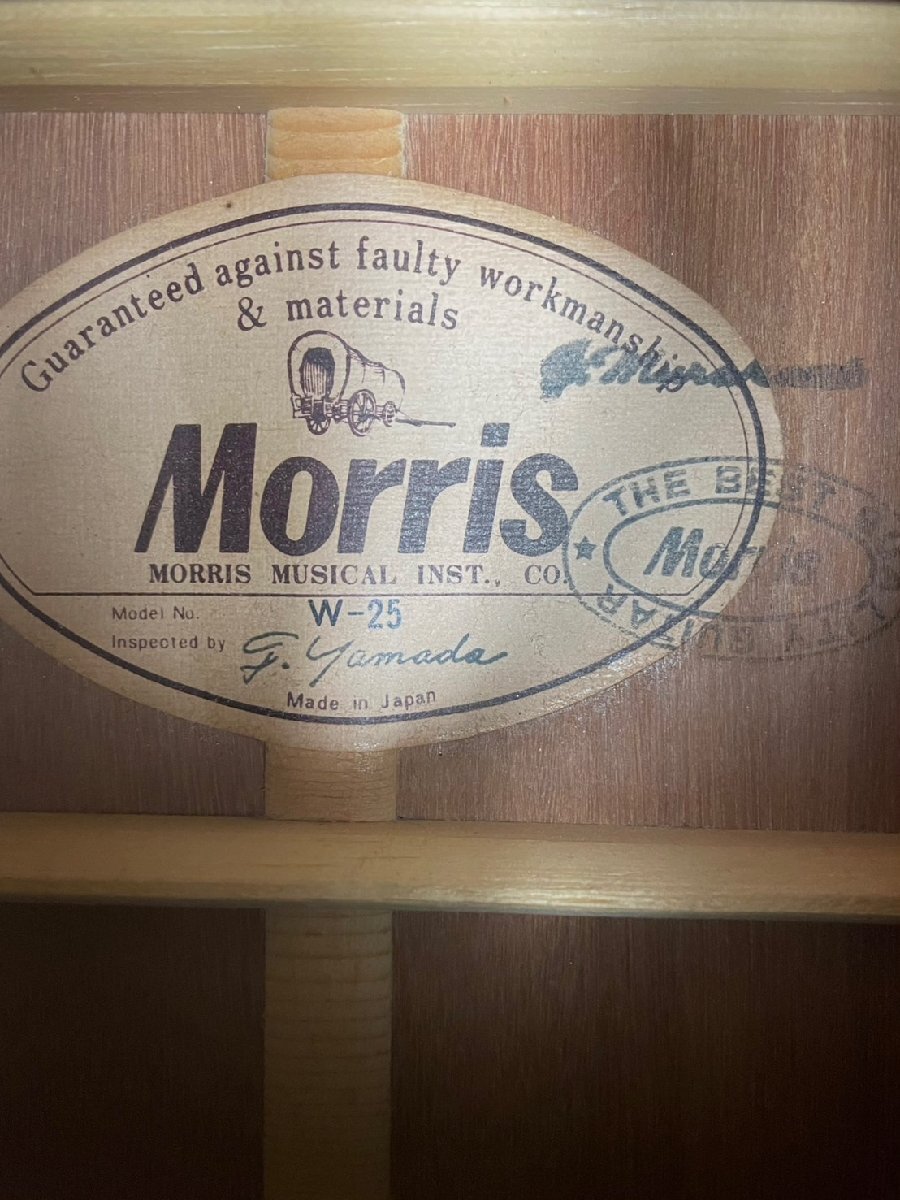 Guaranteed against faulty workmanship
& materials
Morris
MORRIS MUSICAL INST., CO.
Model No. W-25
Inspected by F. Yamada
Made in Japan
THE BEST
Morris
GUITAR